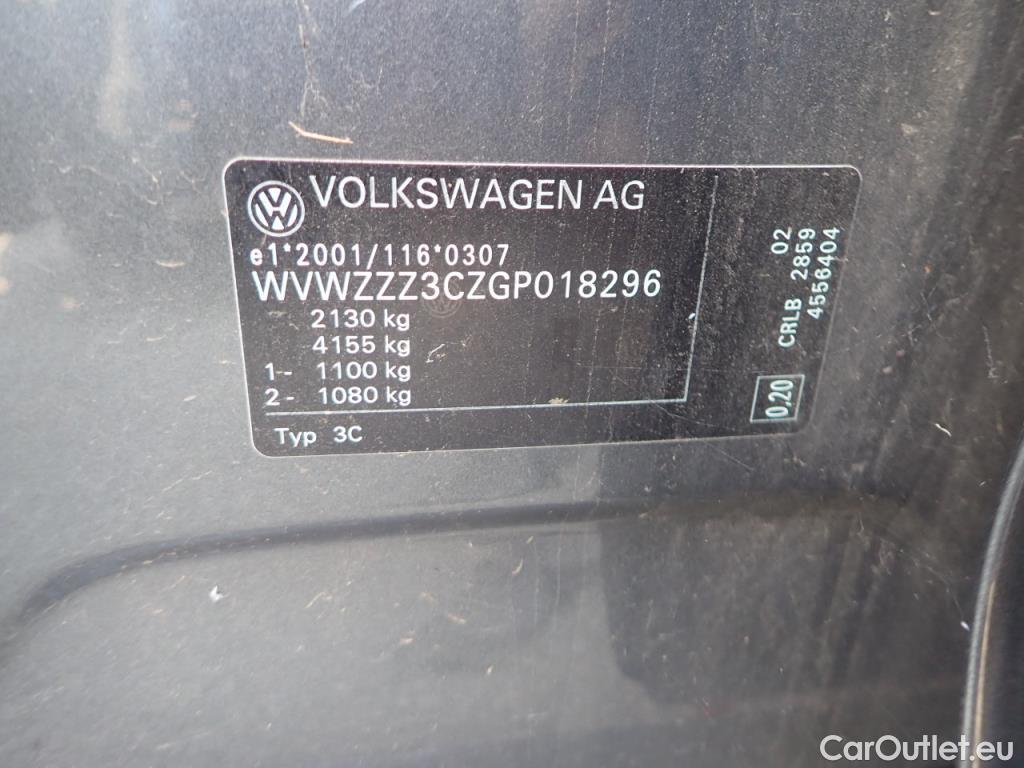 VOLKSWAGEN AG
e1*2001/116*0307
WVWZZZ3CZGP018296
2130 kg
4155 kg
1-- 1100 kg
2- 1080 kg
Typ 3C
02
CRLB 2859
4556404
0,20
CarOutlet.eu